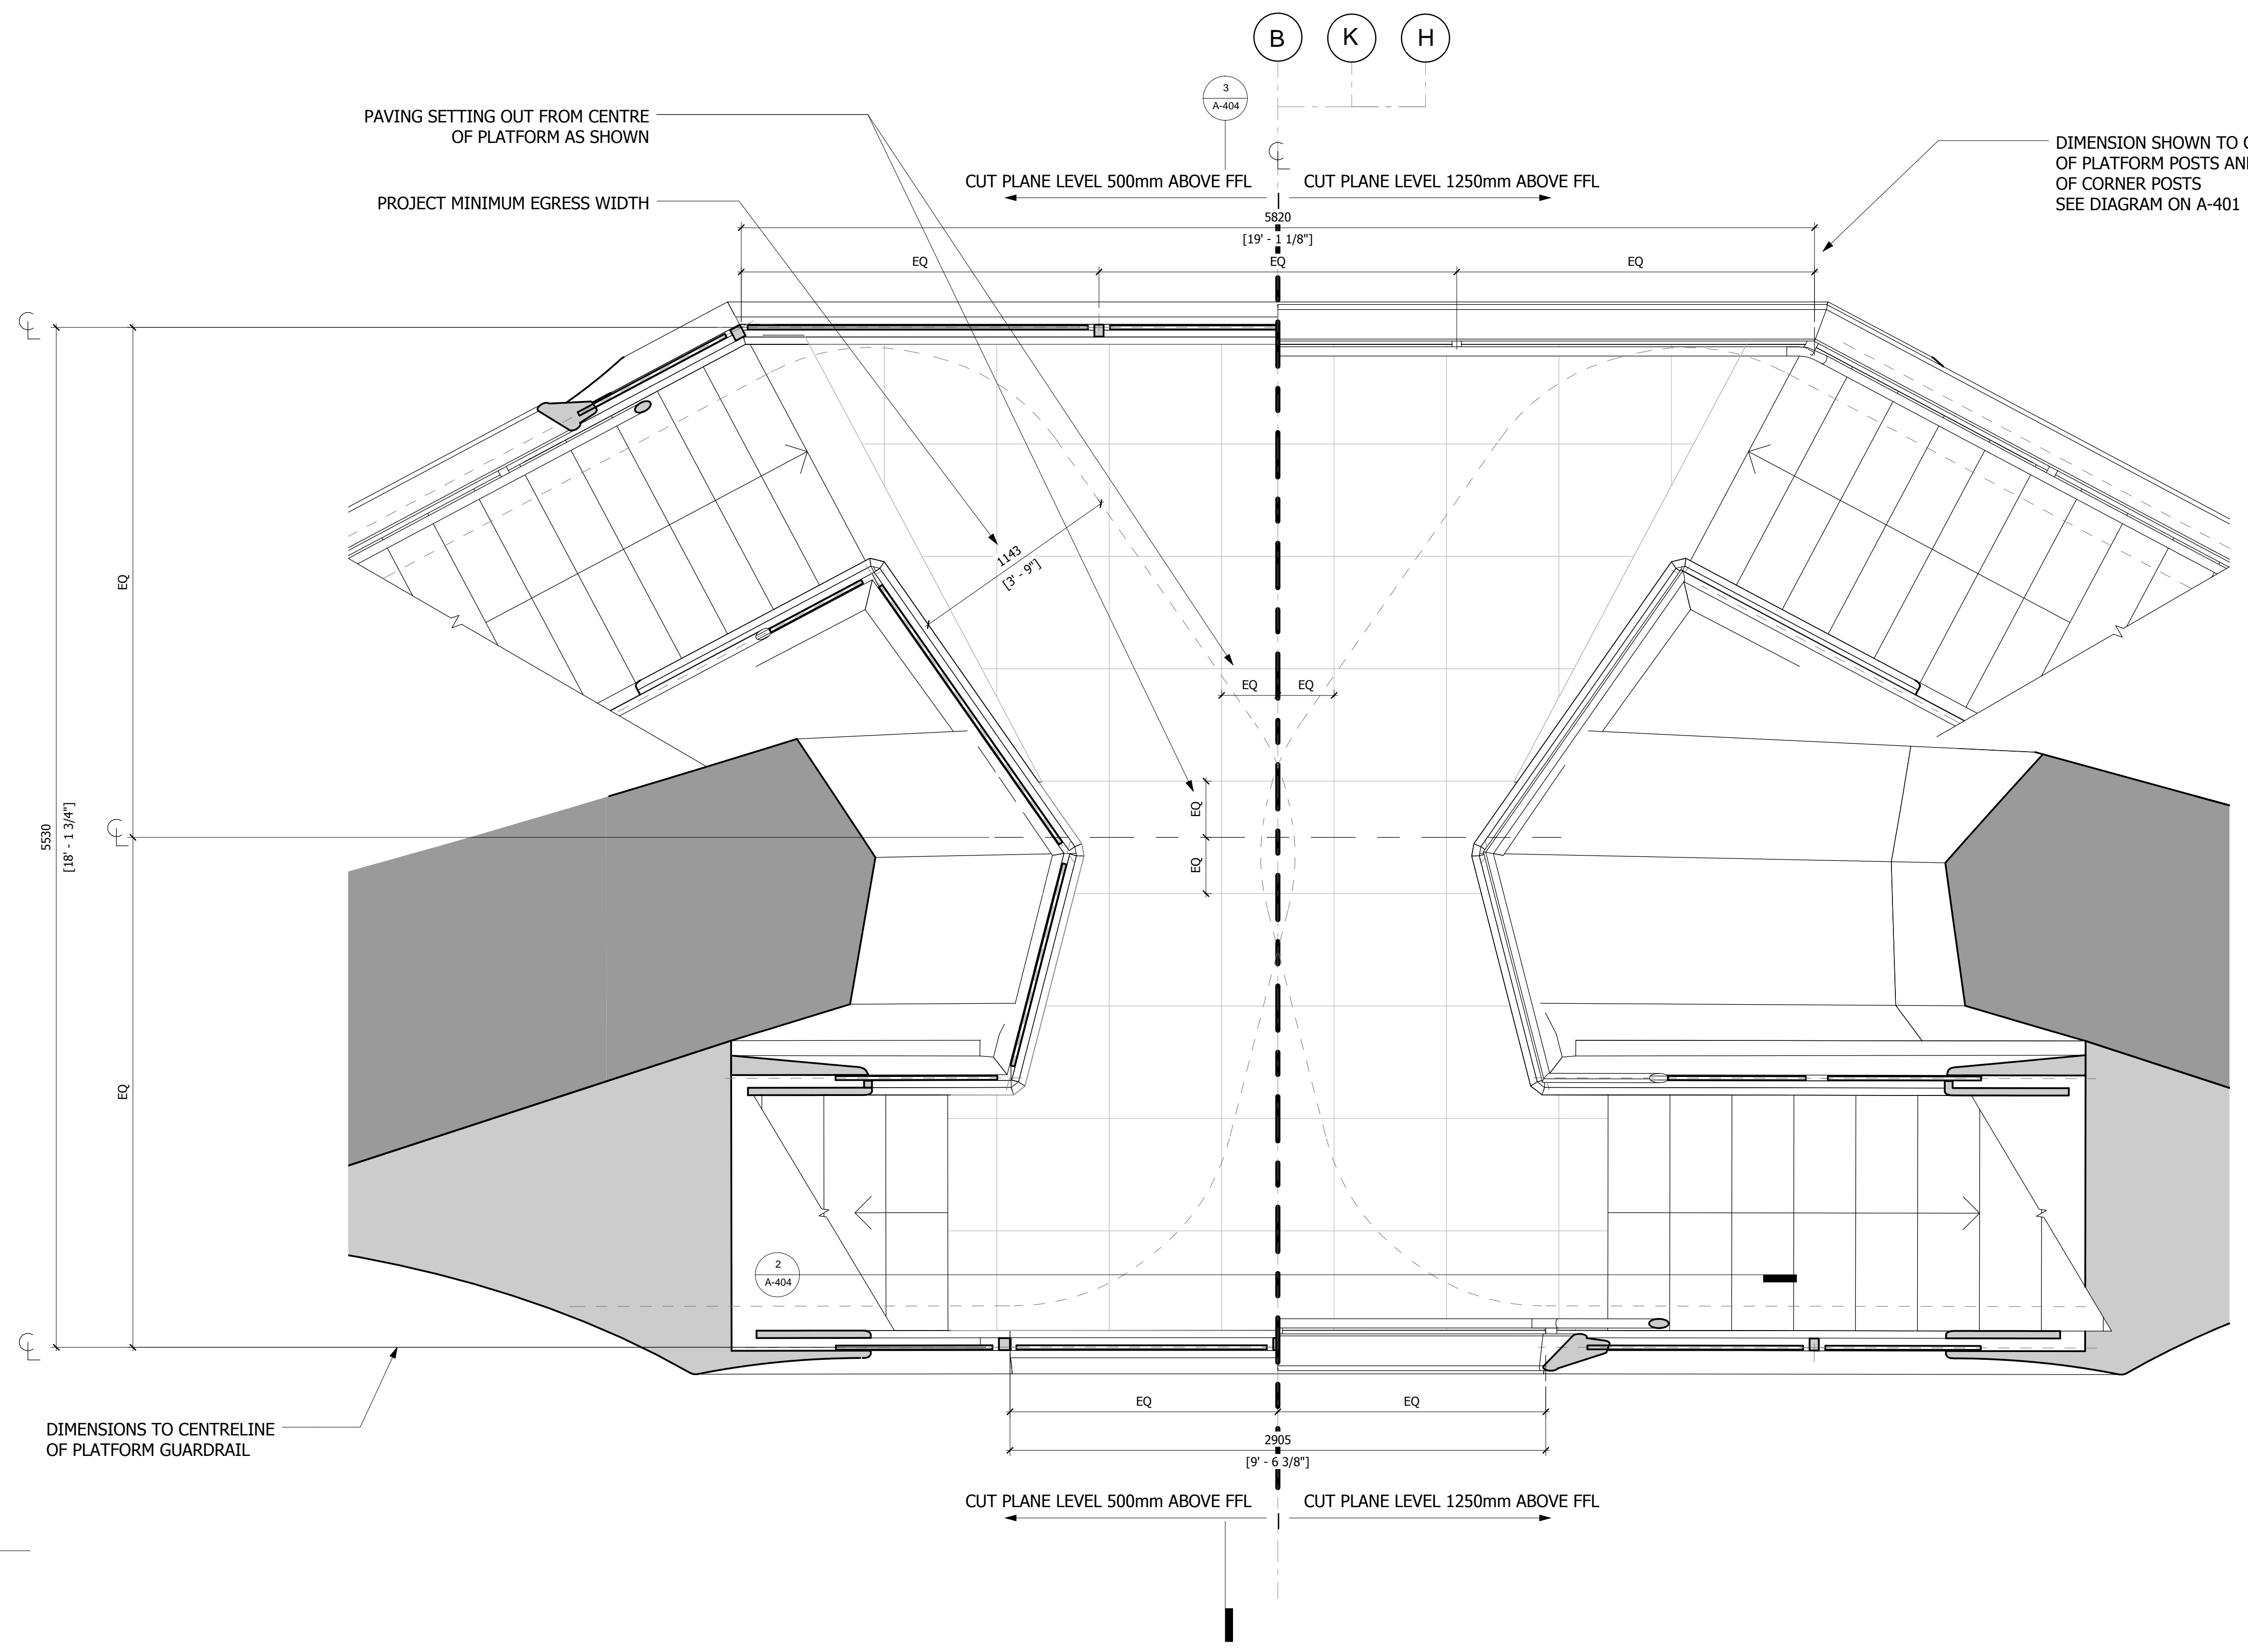 B
K
H
3
A-404
PAVING SETTING OUT FROM CENTRE
OF PLATFORM AS SHOWN
DIMENSION SHOWN TO
OF PLATFORM POSTS
OF CORNER POSTS
SEE DIAGRAM ON A-401
CL
CUT PLANE LEVEL 500mm ABOVE FFL
CUT PLANE LEVEL 1250mm ABOVE FFL
PROJECT MINIMUM EGRESS WIDTH
5820
[19' - 1 1/8"]
EQ
EQ
EQ
CL
1143
[3' - 9"]
EQ
EQ
EQ
EQ
EQ
5530
[18' - 1 3/4"]
CL
EQ
2
A-404
CL
EQ
EQ
DIMENSIONS TO CENTRELINE
OF PLATFORM GUARDRAIL
2905
[9' - 6 3/8"]
CUT PLANE LEVEL 500mm ABOVE FFL
CUT PLANE LEVEL 1250mm ABOVE FFL